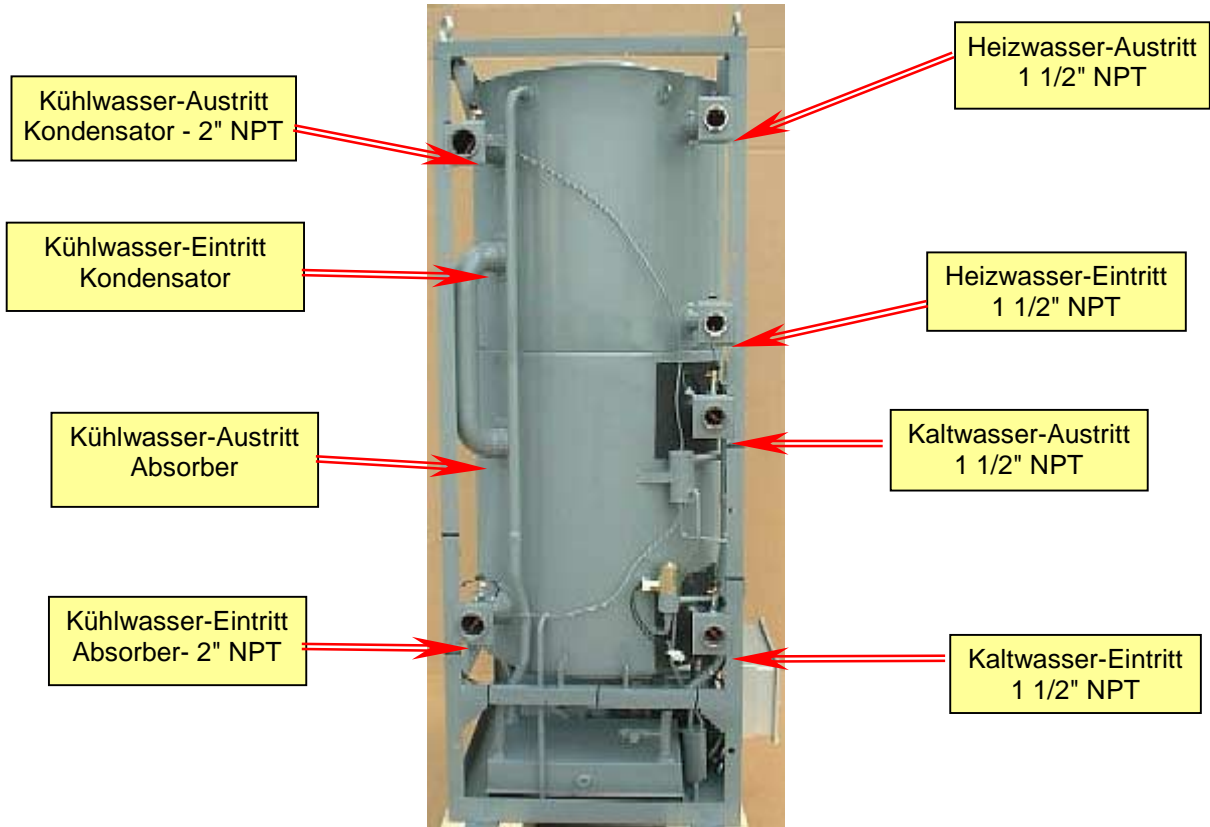 Kühlwasser-Austritt
Kondensator - 2" NPT
Kühlwasser-Eintritt
Kondensator
Kühlwasser-Austritt
Absorber
Kühlwasser-Eintritt
Absorber- 2" NPT
Heizwasser-Austritt
1 1/2" NPT
Heizwasser-Eintritt
1 1/2" NPT
Kaltwasser-Austritt
1 1/2" NPT
Kaltwasser-Eintritt
1 1/2" NPT